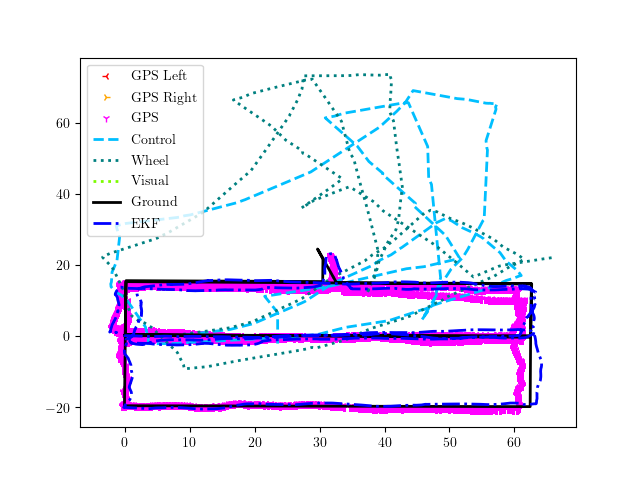 GPS Left
GPS Right
GPS
Control
Wheel
Visual
Ground
EKF
60
40
20
0
−20
0 10 20 30 40 50 60